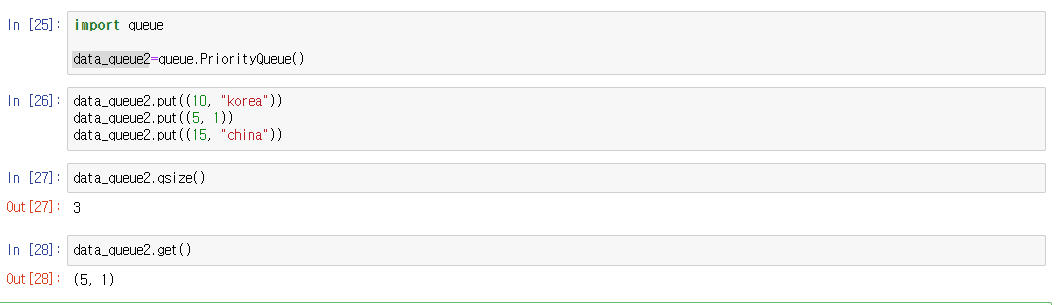 In [25]: import queue
data_queue2=queue.PriorityQueue()
In [26]: data_queue2.put((10, "korea"))
data_queue2.put((5, 1))
data_queue2.put((15, "china"))
In [27]: data_queue2.qsize()
Out[27]: 3
In [28]: data_queue2.get()
Out[28]: (5, 1)